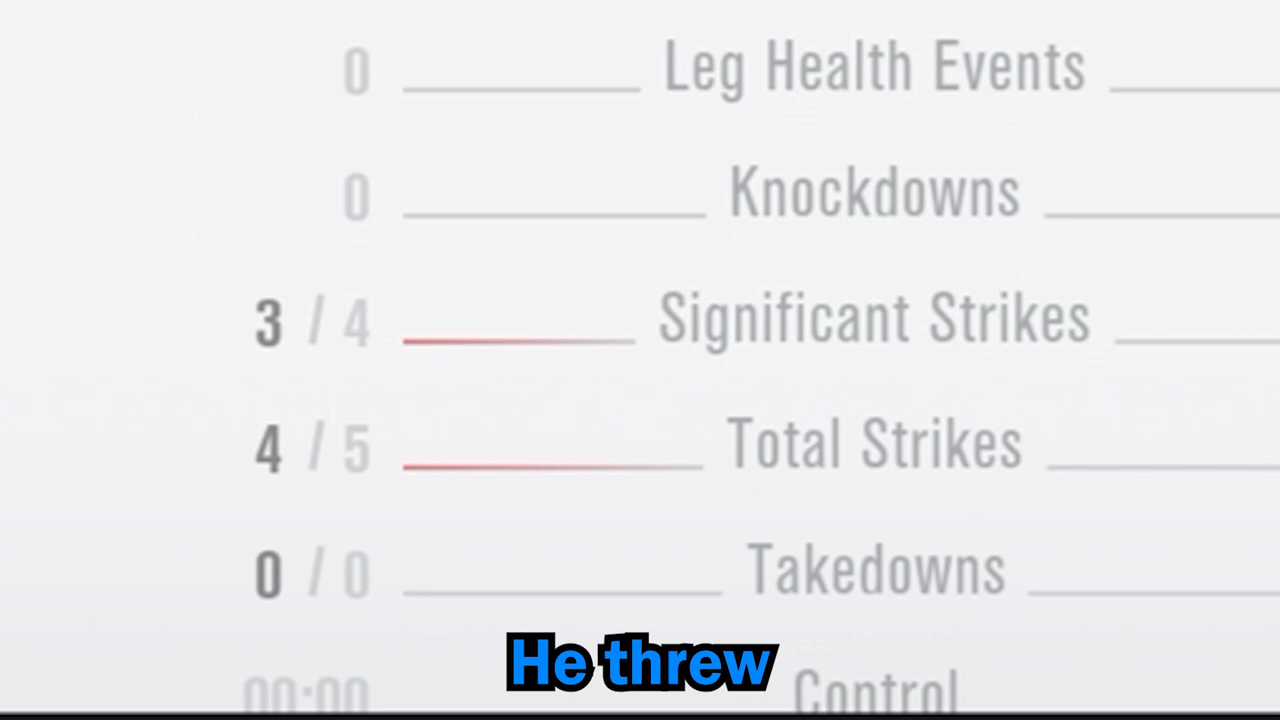 0 Leg Health Events
0 Knockdowns
3 / 4 Significant Strikes
4 / 5 Total Strikes
0 / 0 Takedowns
He threw
00:00 Control